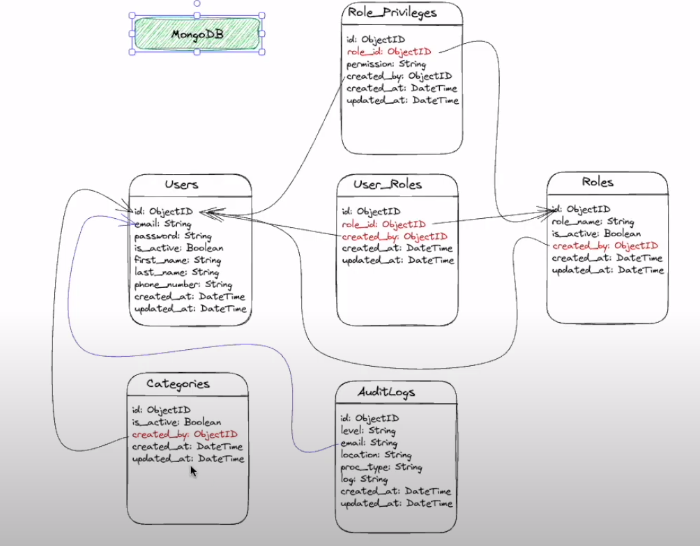 MongoDB
Role_Privileges
id: ObjectID
role_id: ObjectID
permission: String
created_by: ObjectID
created_at: DateTime
updated_at: DateTime
Users
id: ObjectID
email: String
password: String
is_active: Boolean
first_name: String
last_name: String
phone_number: String
created_at: DateTime
updated_at: DateTime
User_Roles
id: ObjectID
role_id: ObjectID
created_by: ObjectID
created_at: DateTime
updated_at: DateTime
Roles
id: ObjectID
role_name: String
is_active: Boolean
created_by: ObjectID
created_at: DateTime
updated_at: DateTime
Categories
id: ObjectID
is_active: Boolean
created_by: ObjectID
created_at: DateTime
updated_at: DateTime
AuditLogs
id: ObjectID
level: String
email: String
location: String
proc_type: String
log: String
created_at: DateTime
updated_at: DateTime